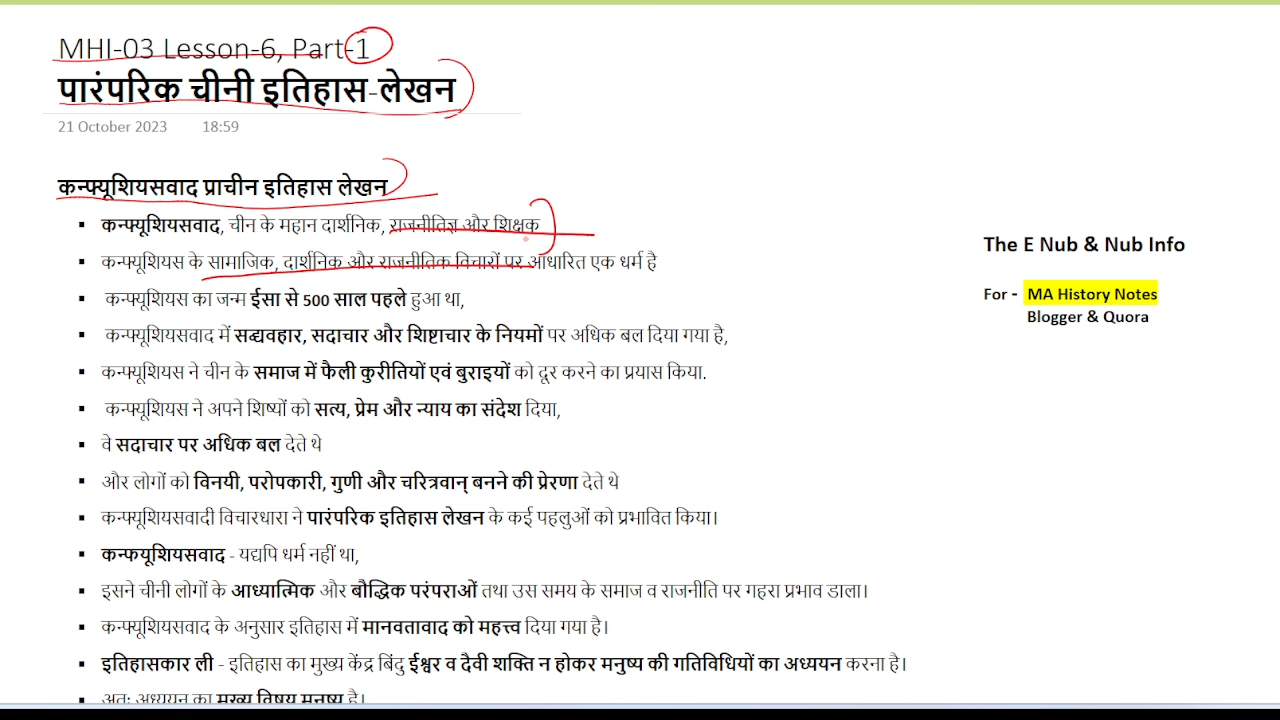 MHI-03 Lesson-6, Part-1
पारंपरिक चीनी इतिहास-लेखन
21 October 2023 18:59
कन्फ्यूशियसवाद प्राचीन इतिहास लेखन
▪ कन्फ्यूशियसवाद, चीन के महान दार्शनिक, राजनीतिज्ञ और शिक्षक
▪ कन्फ्यूशियस के सामाजिक, दार्शनिक और राजनीतिक विचारों पर आधारित एक धर्म है
▪ कन्फ्यूशियस का जन्म ईसा से 500 साल पहले हुआ था,
▪ कन्फ्यूशियसवाद में सद्व्यवहार, सदाचार और शिष्टाचार के नियमों पर अधिक बल दिया गया है,
▪ कन्फ्यूशियस ने चीन के समाज में फैली कुरीतियों एवं बुराइयों को दूर करने का प्रयास किया.
▪ कन्फ्यूशियस ने अपने शिष्यों को सत्य, प्रेम और न्याय का संदेश दिया,
▪ वे सदाचार पर अधिक बल देते थे
▪ और लोगों को विनयी, परोपकारी, गुणी और चरित्रवान् बनने की प्रेरणा देते थे
▪ कन्फ्यूशियसवादी विचारधारा ने पारंपरिक इतिहास लेखन के कई पहलुओं को प्रभावित किया।
▪ कन्फयूशियसवाद - यद्यपि धर्म नहीं था,
▪ इसने चीनी लोगों के आध्यात्मिक और बौद्धिक परंपराओं तथा उस समय के समाज व राजनीति पर गहरा प्रभाव डाला।
▪ कन्फ्यूशियसवाद के अनुसार इतिहास में मानवतावाद को महत्त्व दिया गया है।
▪ इतिहासकार ली - इतिहास का मुख्य केंद्र बिंदु ईश्वर व दैवी शक्ति न होकर मनुष्य की गतिविधियों का अध्ययन करना है।
▪ अतः अध्ययन का मुख्य विषय मनुष्य है।
The E Nub & Nub Info
For - MA History Notes
Blogger & Quora